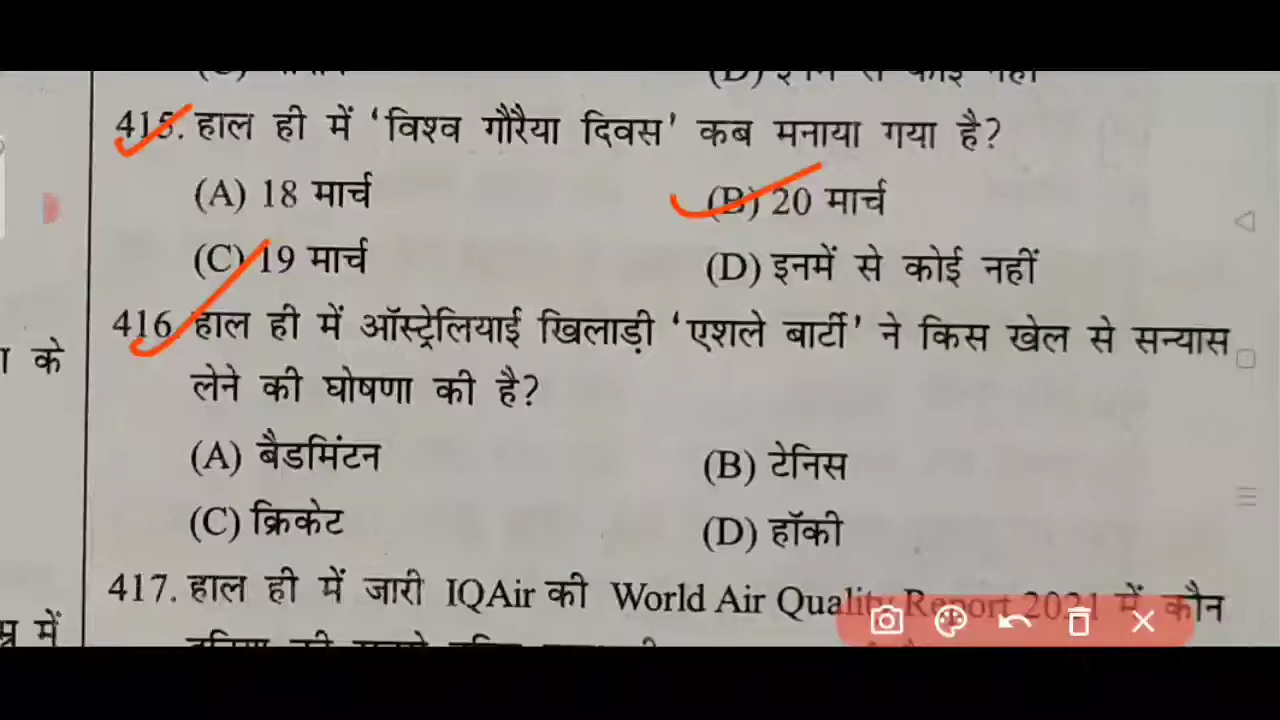 415. हाल ही में ‘विश्व गौरैया दिवस’ कब मनाया गया है?
(A) 18 मार्च (B) 20 मार्च
(C) 19 मार्च (D) इनमें से कोई नहीं
416. हाल ही में ऑस्ट्रेलियाई खिलाड़ी ‘एशले बार्टी’ ने किस खेल से सन्यास
लेने की घोषणा की है?
(A) बैडमिंटन (B) टेनिस
(C) क्रिकेट (D) हॉकी
417. हाल ही में जारी IQAir की World Air Quality Report 2021 में कौन
के
में